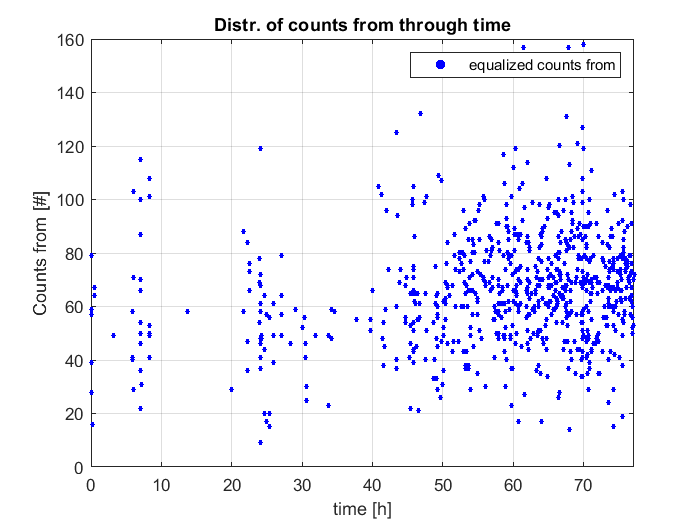 Distr. of counts from through time
equalized counts from
Counts from [#]
160
140
120
100
80
60
40
20
0
0 10 20 30 40 50 60 70
time [h]